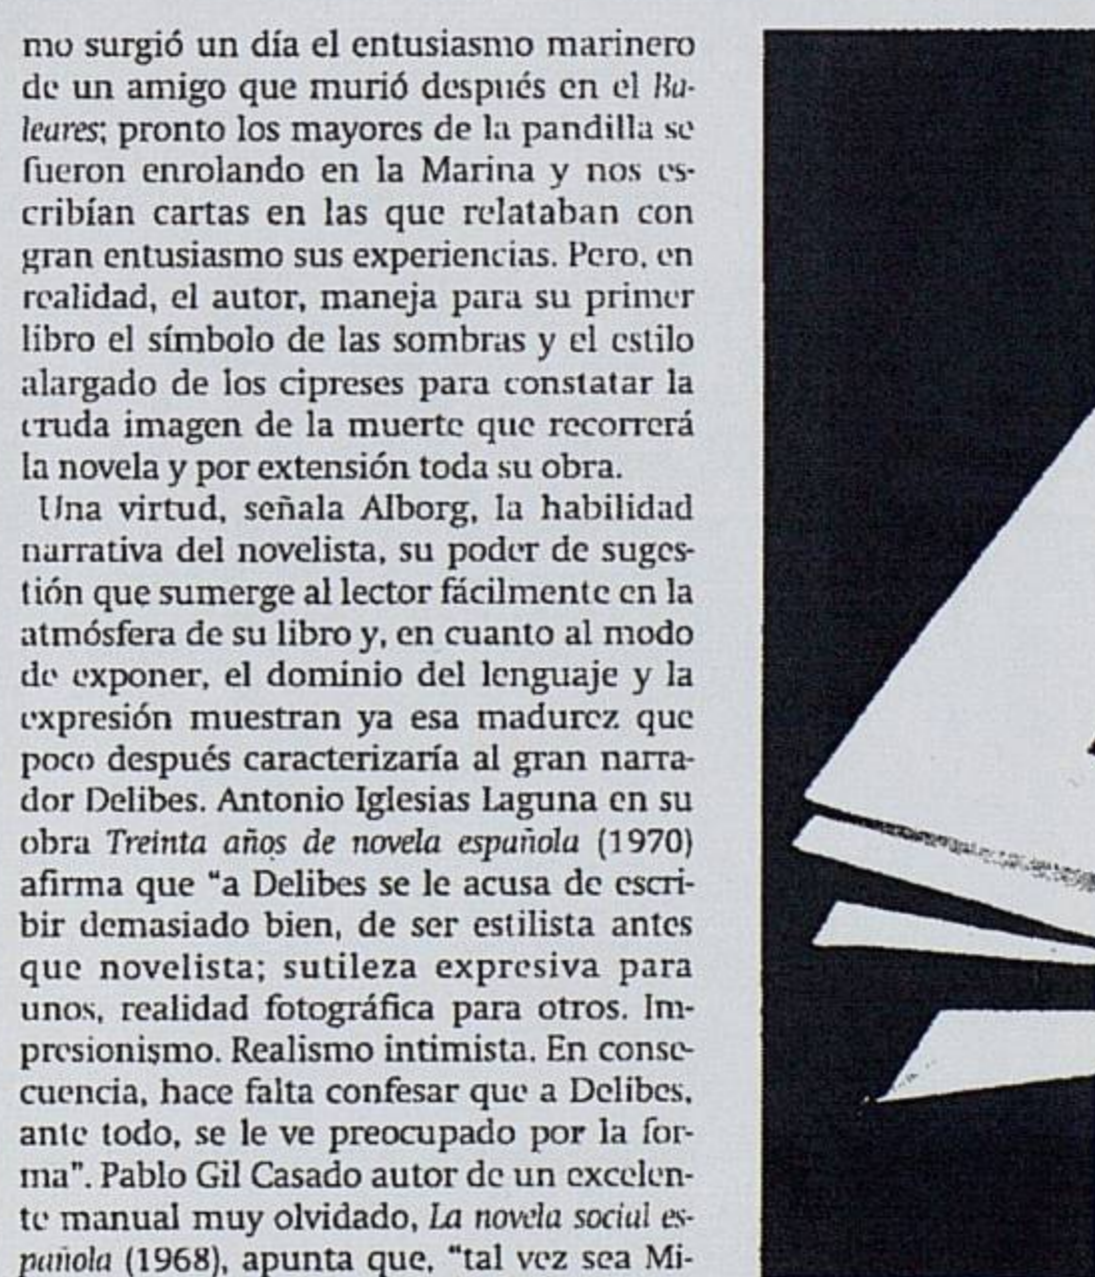 mo surgió un día el entusiasmo marinero
de un amigo que murió después en el Ba-
leares; pronto los mayores de la pandilla se
fueron enrolando en la Marina y nos es-
cribían cartas en las que relataban con
gran entusiasmo sus experiencias. Pero, en
realidad, el autor, maneja para su primer
libro el símbolo de las sombras y el estilo
alargado de los cipreses para constatar la
cruda imagen de la muerte que recorrerá
la novela y por extensión toda su obra.
Una virtud, señala Alborg, la habilidad
narrativa del novelista, su poder de suges-
tión que sumerge al lector fácilmente en la
atmósfera de su libro y, en cuanto al modo
de exponer, el dominio del lenguaje y la
expresión muestran ya esa madurez que
poco después caracterizaría al gran narra-
dor Delibes. Antonio Iglesias Laguna en su
obra Treinta años de novela española (1970)
afirma que "a Delibes se le acusa de escri-
bir demasiado bien, de ser estilista antes
que novelista; sutileza expresiva para
unos, realidad fotográfica para otros. Im-
presionismo. Realismo intimista. En conse-
cuencia, hace falta confesar que a Delibes,
ante todo, se le ve preocupado por la for-
ma". Pablo Gil Casado autor de un excelen-
te manual muy olvidado, La novela social es-
pañola (1968), apunta que, "tal vez sea Mi-